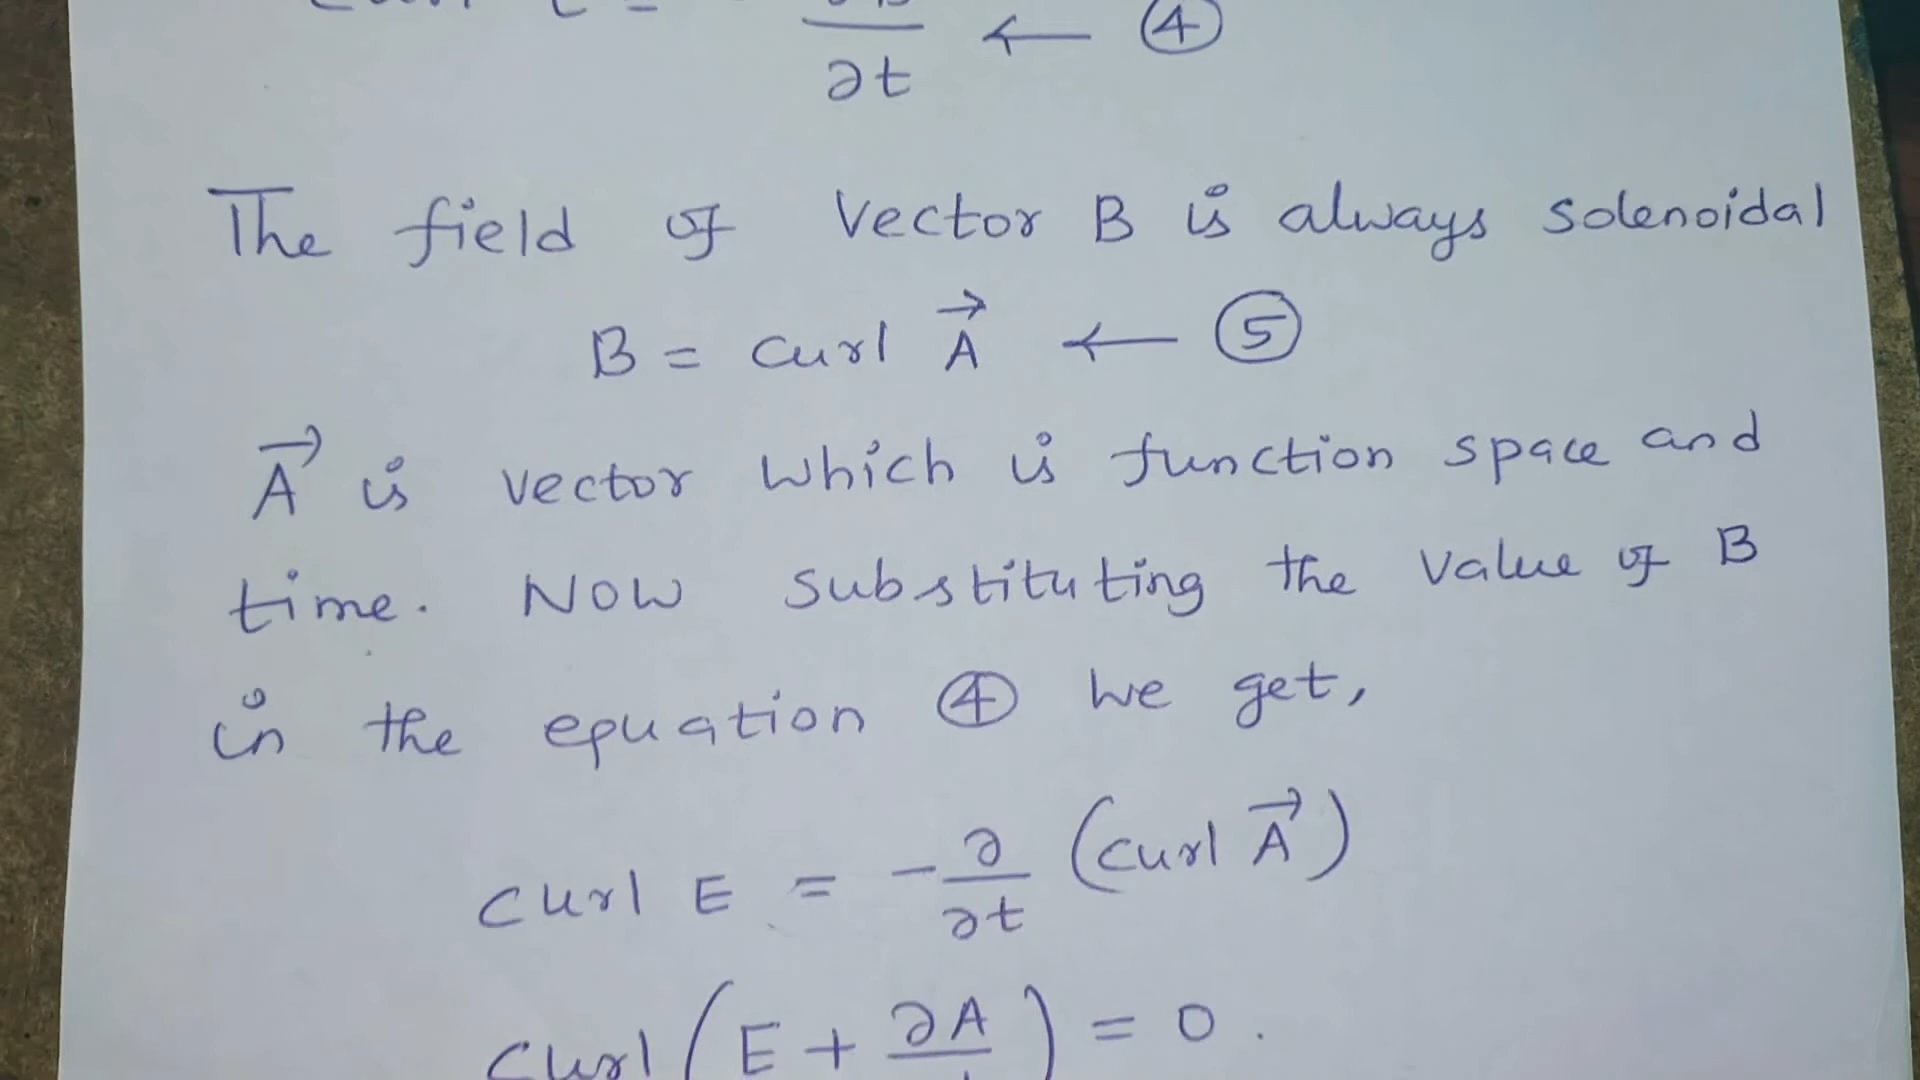 ∂t ← ④
The field of vector B is always solenoidal
B = curl A⃗ ← ⑤
A⃗ is vector which is function space and
time. Now substituting the value of B
in the equation ④ we get,
curl E = -∂/∂t (curl A⃗)
curl (E + ∂A/ ) = 0.